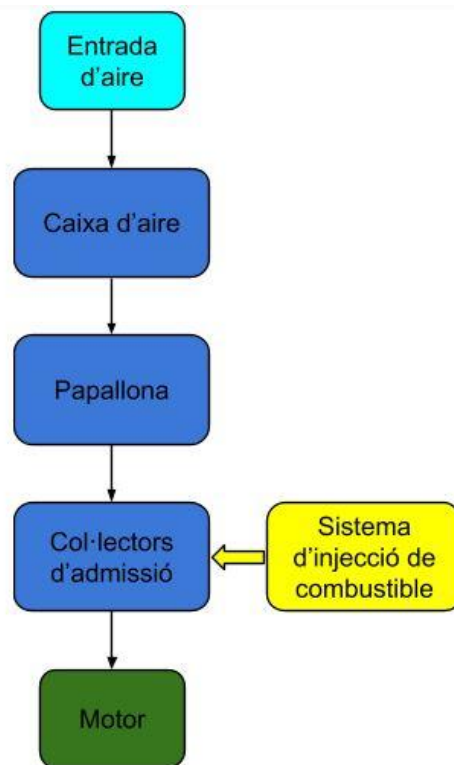 Entrada
d'aire
Caixa d'aire
Papallona
Col·lectors
d'admissió
Sistema
d'injecció de
combustible
Motor